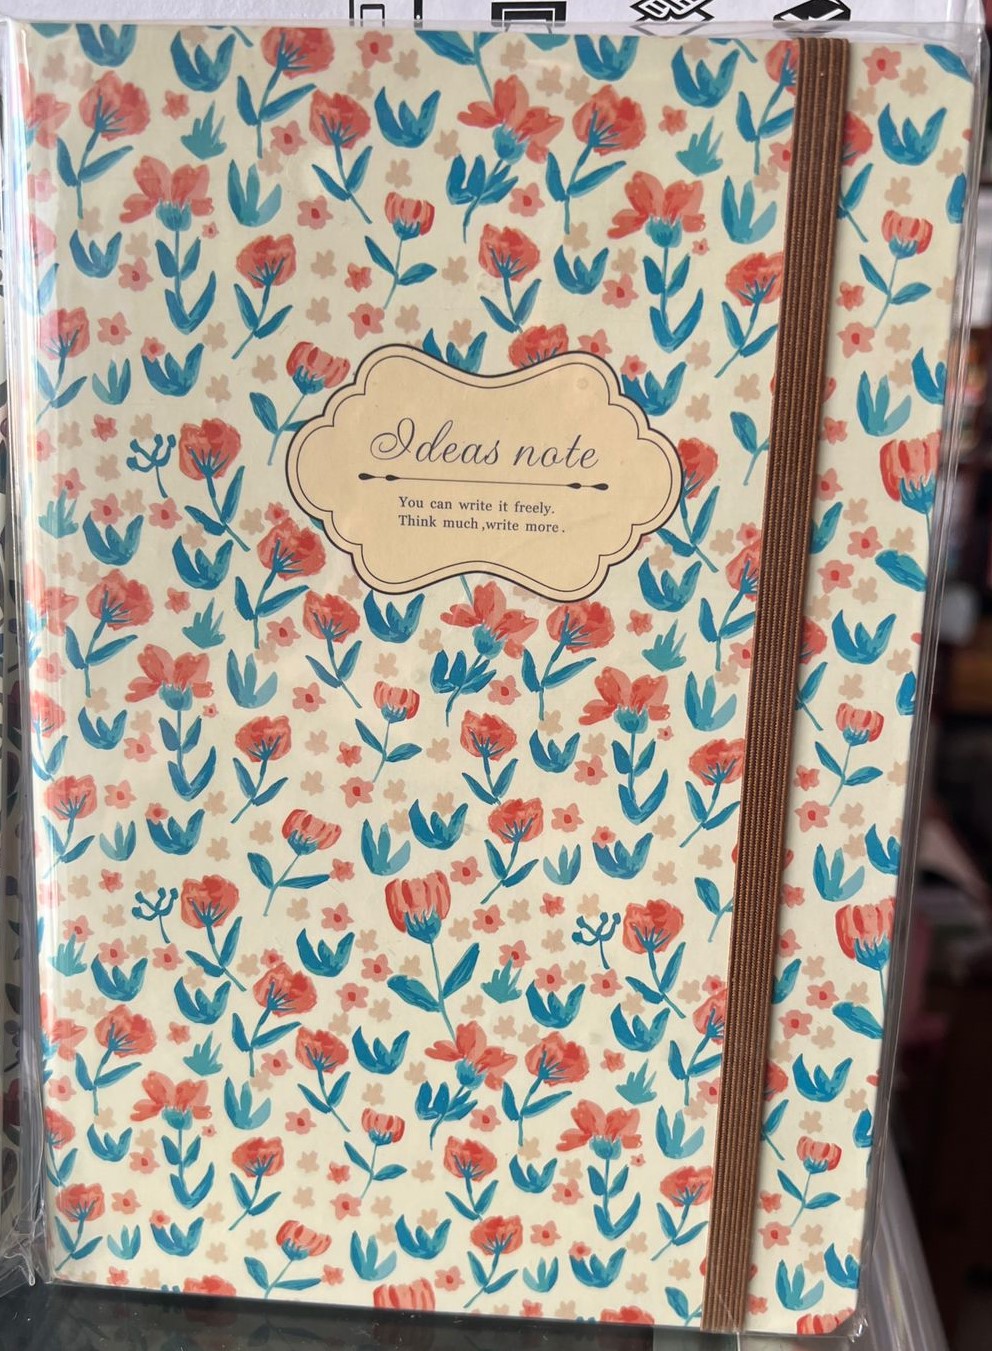 Ideas note
You can write it freely.
Think much ,write more .